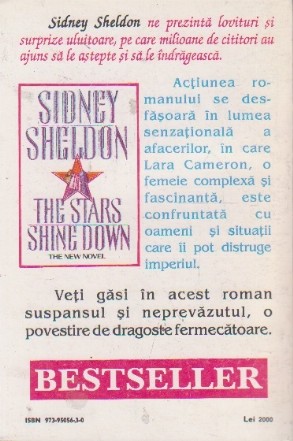 Sidney Sheldon ne prezintă lovituri și
surprize uluitoare, pe care milioane de cititori au
ajuns să le aștepte și să le îndrăgească.
SIDNEY
SHELDON
THE STARS
SHINE DOWN
THE NEW NOVEL
Acțiunea ro-
manului se des-
fășoară în lumea
senzațională a
afacerilor, în care
Lara Cameron, o
femeie complexă și
fascinantă, este
confruntată cu
oameni și situații
care îi pot distruge
imperiul.
Veți găsi în acest roman
suspansul și neprevăzutul, o
povestire de dragoste fermecătoare.
BESTSELLER
ISBN 973-95056-3-0
Lei 2000